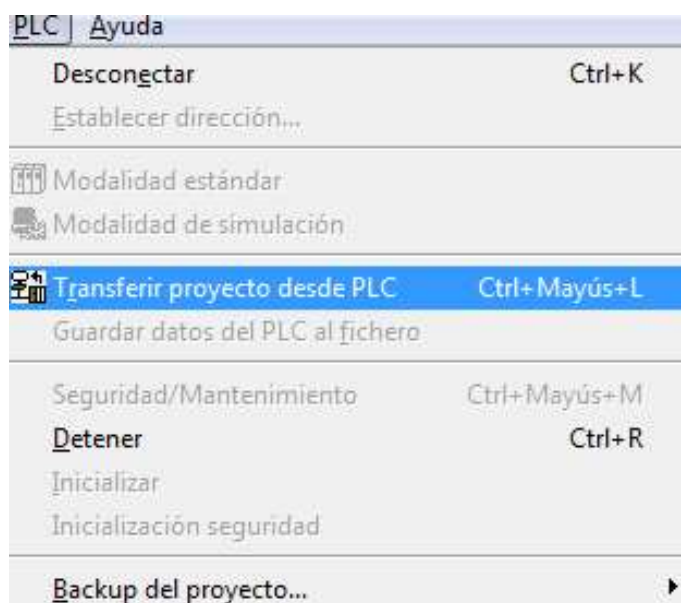 PLC Ayuda
Desconectar Ctrl+K
Establecer dirección...
Modalidad estándar
Modalidad de simulación
Transferir proyecto desde PLC Ctrl+Mayús+L
Guardar datos del PLC al fichero
Seguridad/Mantenimiento Ctrl+Mayús+M
Detener Ctrl+R
Inicializar
Inicialización seguridad
Backup del proyecto...